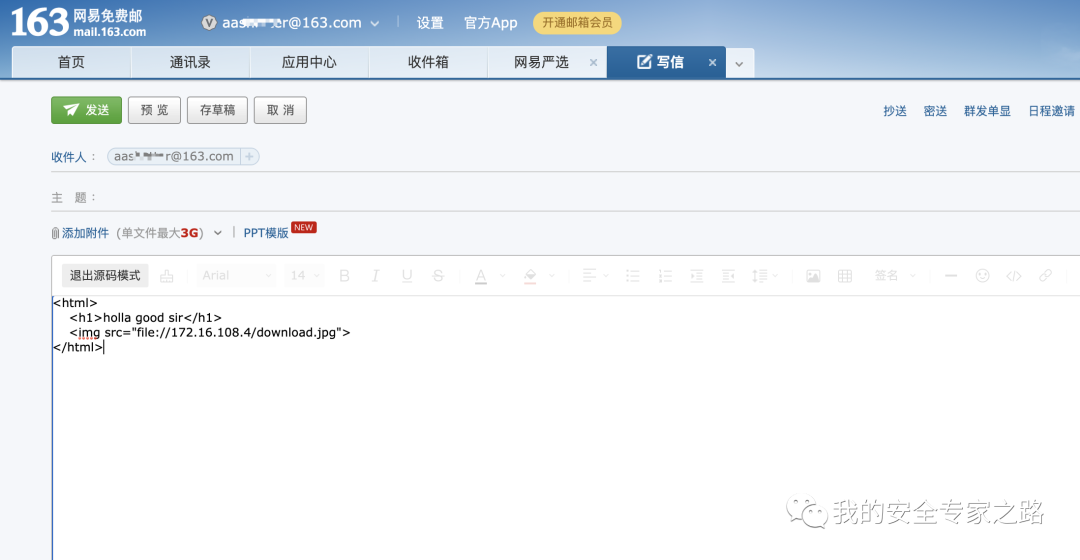 163 网易免费邮
mail.163.com
V @163.com 设置 官方App 开通邮箱会员
首页 通讯录 应用中心 收件箱 网易严选 × 写信 ×
发送 预 览 存草稿 取 消 抄送 密送 群发单显 日程邀请
收件人： @163.com +
主 题：
添加附件 (单文件最大3G) | PPT模版 NEW
退出源码模式 Arial 14 B I U S A 签名
<html>
<h1>holla good sir</h1>
<img src="file://172.16.108.4/download.jpg">
</html>
我的安全专家之路